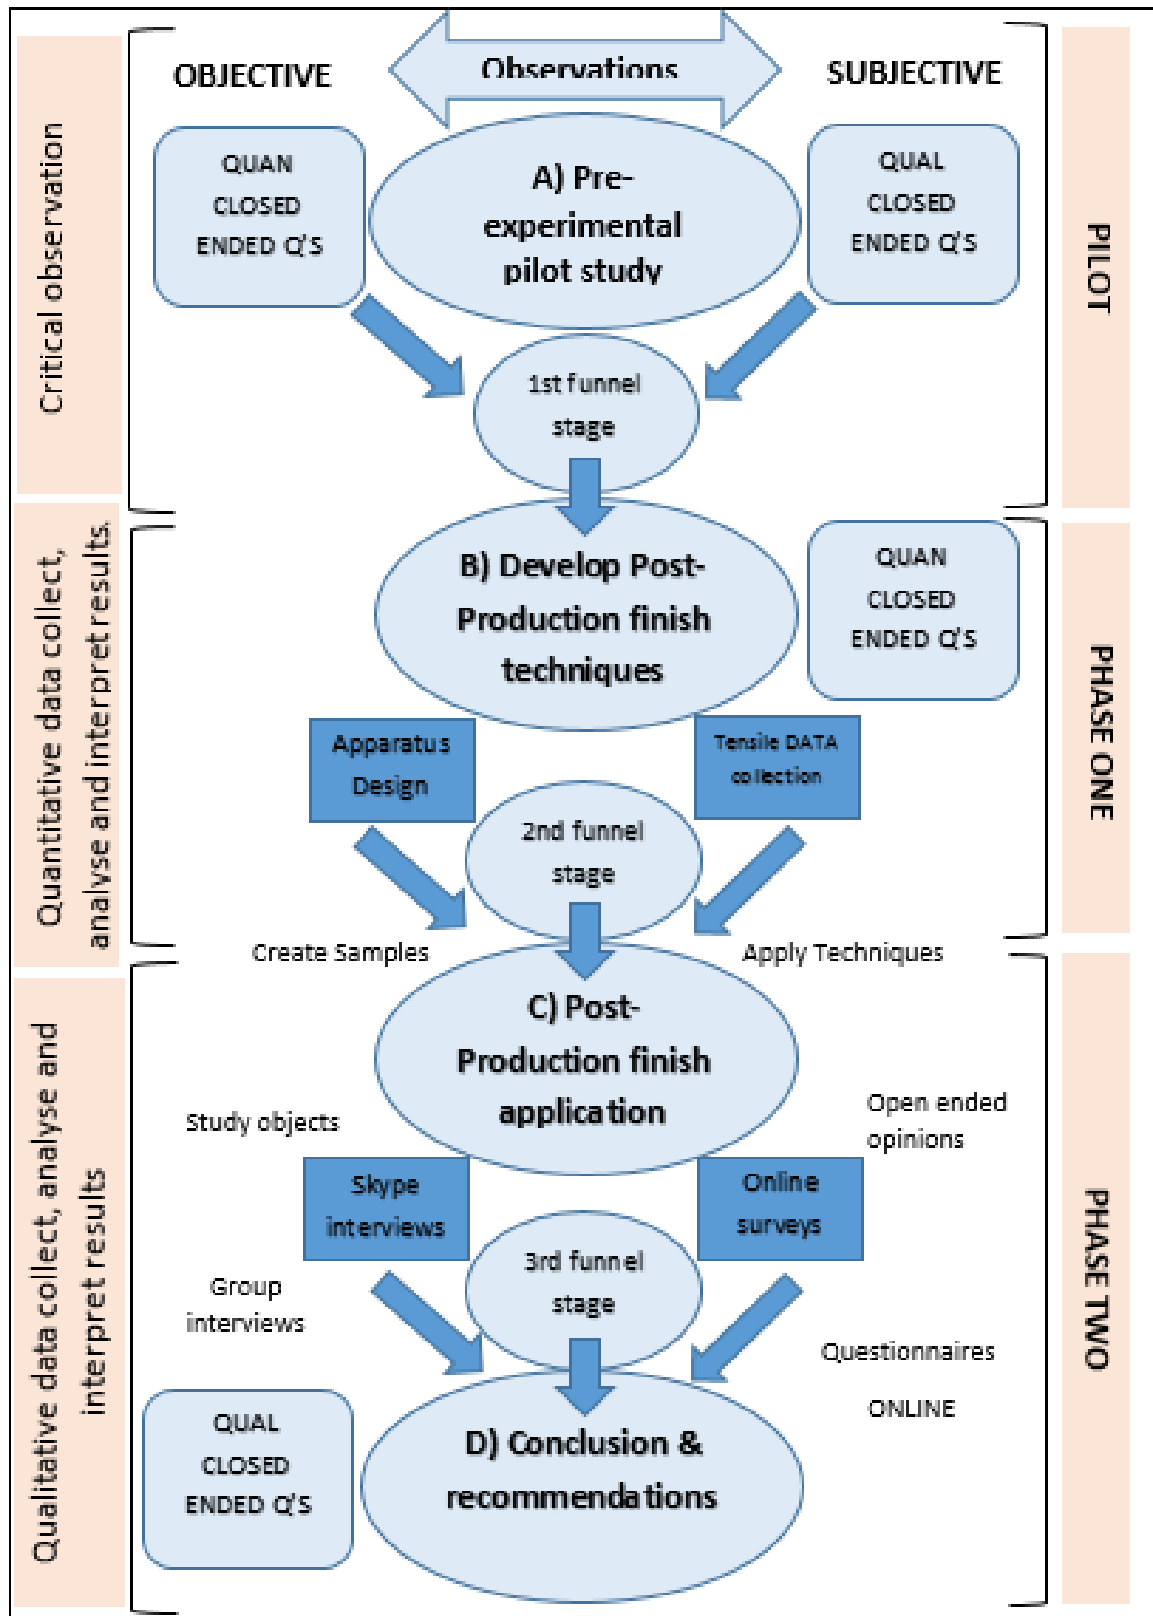 OBJECTIVE
Observations
SUBJECTIVE
Critical observation
QUAN
CLOSED
ENDED Q'S
A) Pre-
experimental
pilot study
QUAL
CLOSED
ENDED Q'S
PILOT
1st funnel
stage
Quantitative data collect,
analyse and interpret results.
B) Develop Post-
Production finish
techniques
QUAN
CLOSED
ENDED Q'S
PHASE ONE
Apparatus
Design
Tensile DATA
collection
2nd funnel
stage
Create Samples
Apply Techniques
Qualitative data collect, analyse and
interpret results
C) Post-
Production finish
application
Study objects
Open ended
opinions
PHASE TWO
Skype
interviews
Online
surveys
3rd funnel
stage
Group
interviews
Questionnaires
ONLINE
QUAL
CLOSED
ENDED Q'S
D) Conclusion &
recommendations